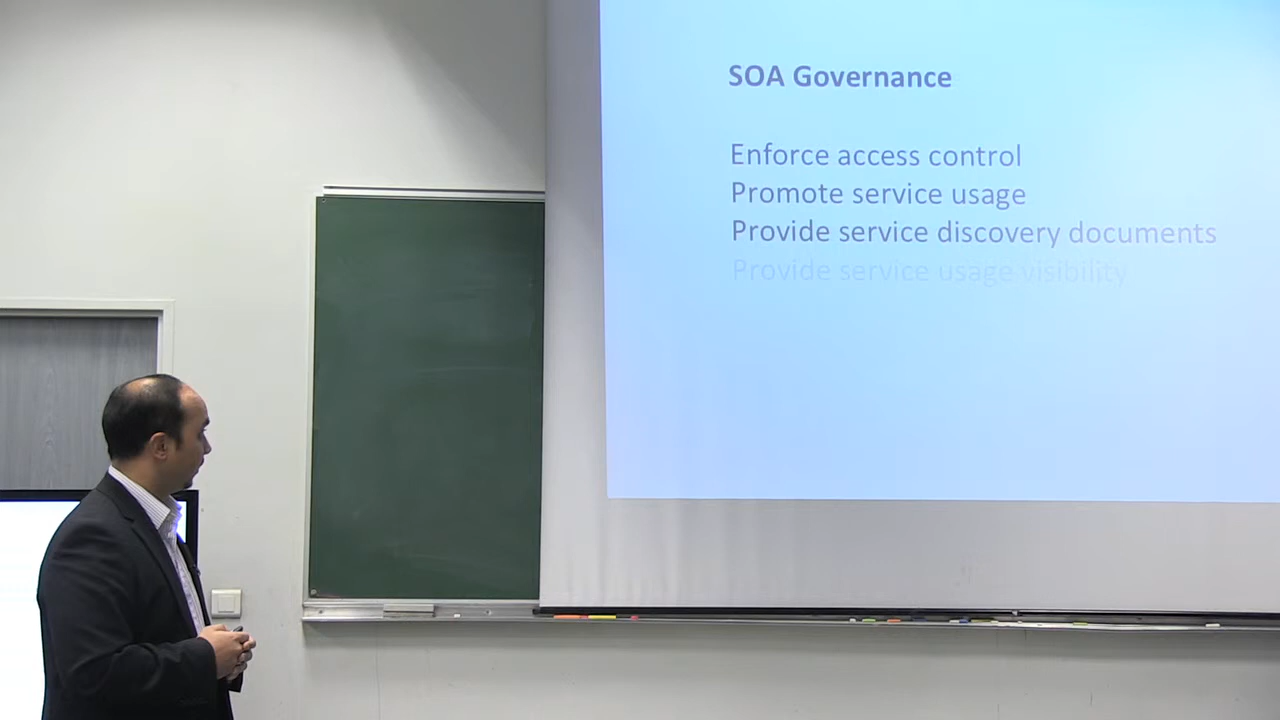 SOA Governance
Enforce access control
Promote service usage
Provide service discovery documents
Provide service usage visibility